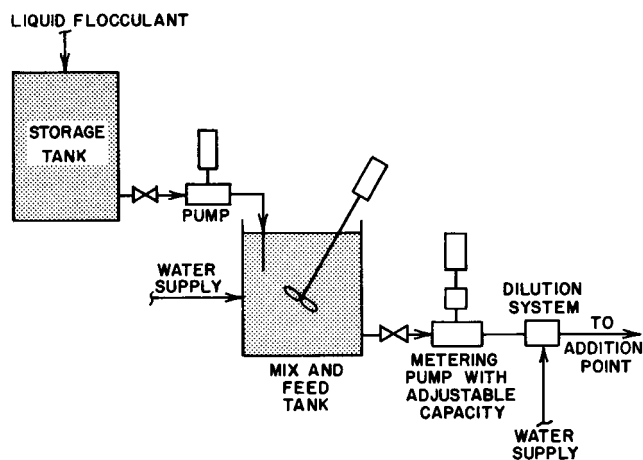 LIQUID FLOCCULANT
STORAGE
TANK
PUMP
WATER
SUPPLY
MIX AND
FEED
TANK
METERING
PUMP WITH
ADJUSTABLE
CAPACITY
DILUTION
SYSTEM
TO
ADDITION
POINT
WATER
SUPPLY